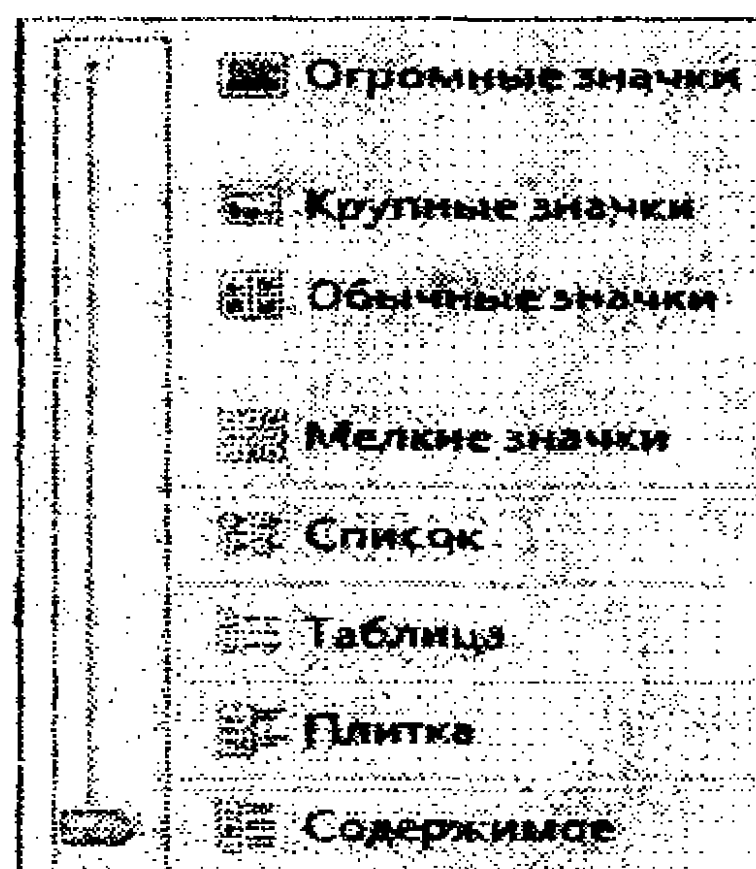 Огромные значки
Крупные значки
Обычные значки
Мелкие значки
Список
Таблица
Плитка
Содержимое